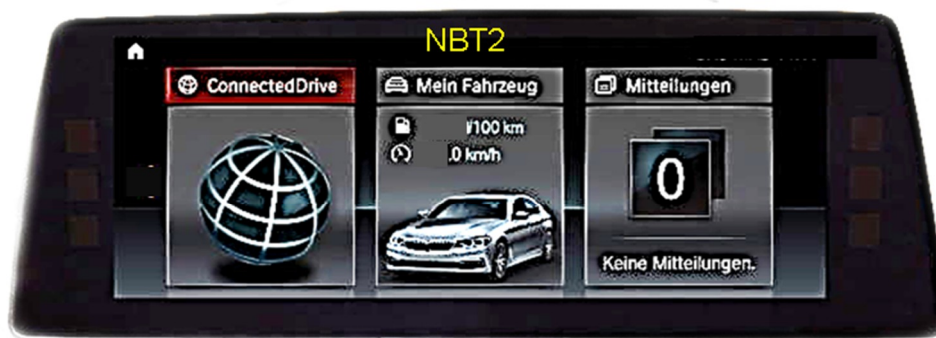 NBT2
ConnectedDrive
Mein Fahrzeug
Mitteilungen
l/100 km
.0 km/h
0
Keine Mitteilungen.